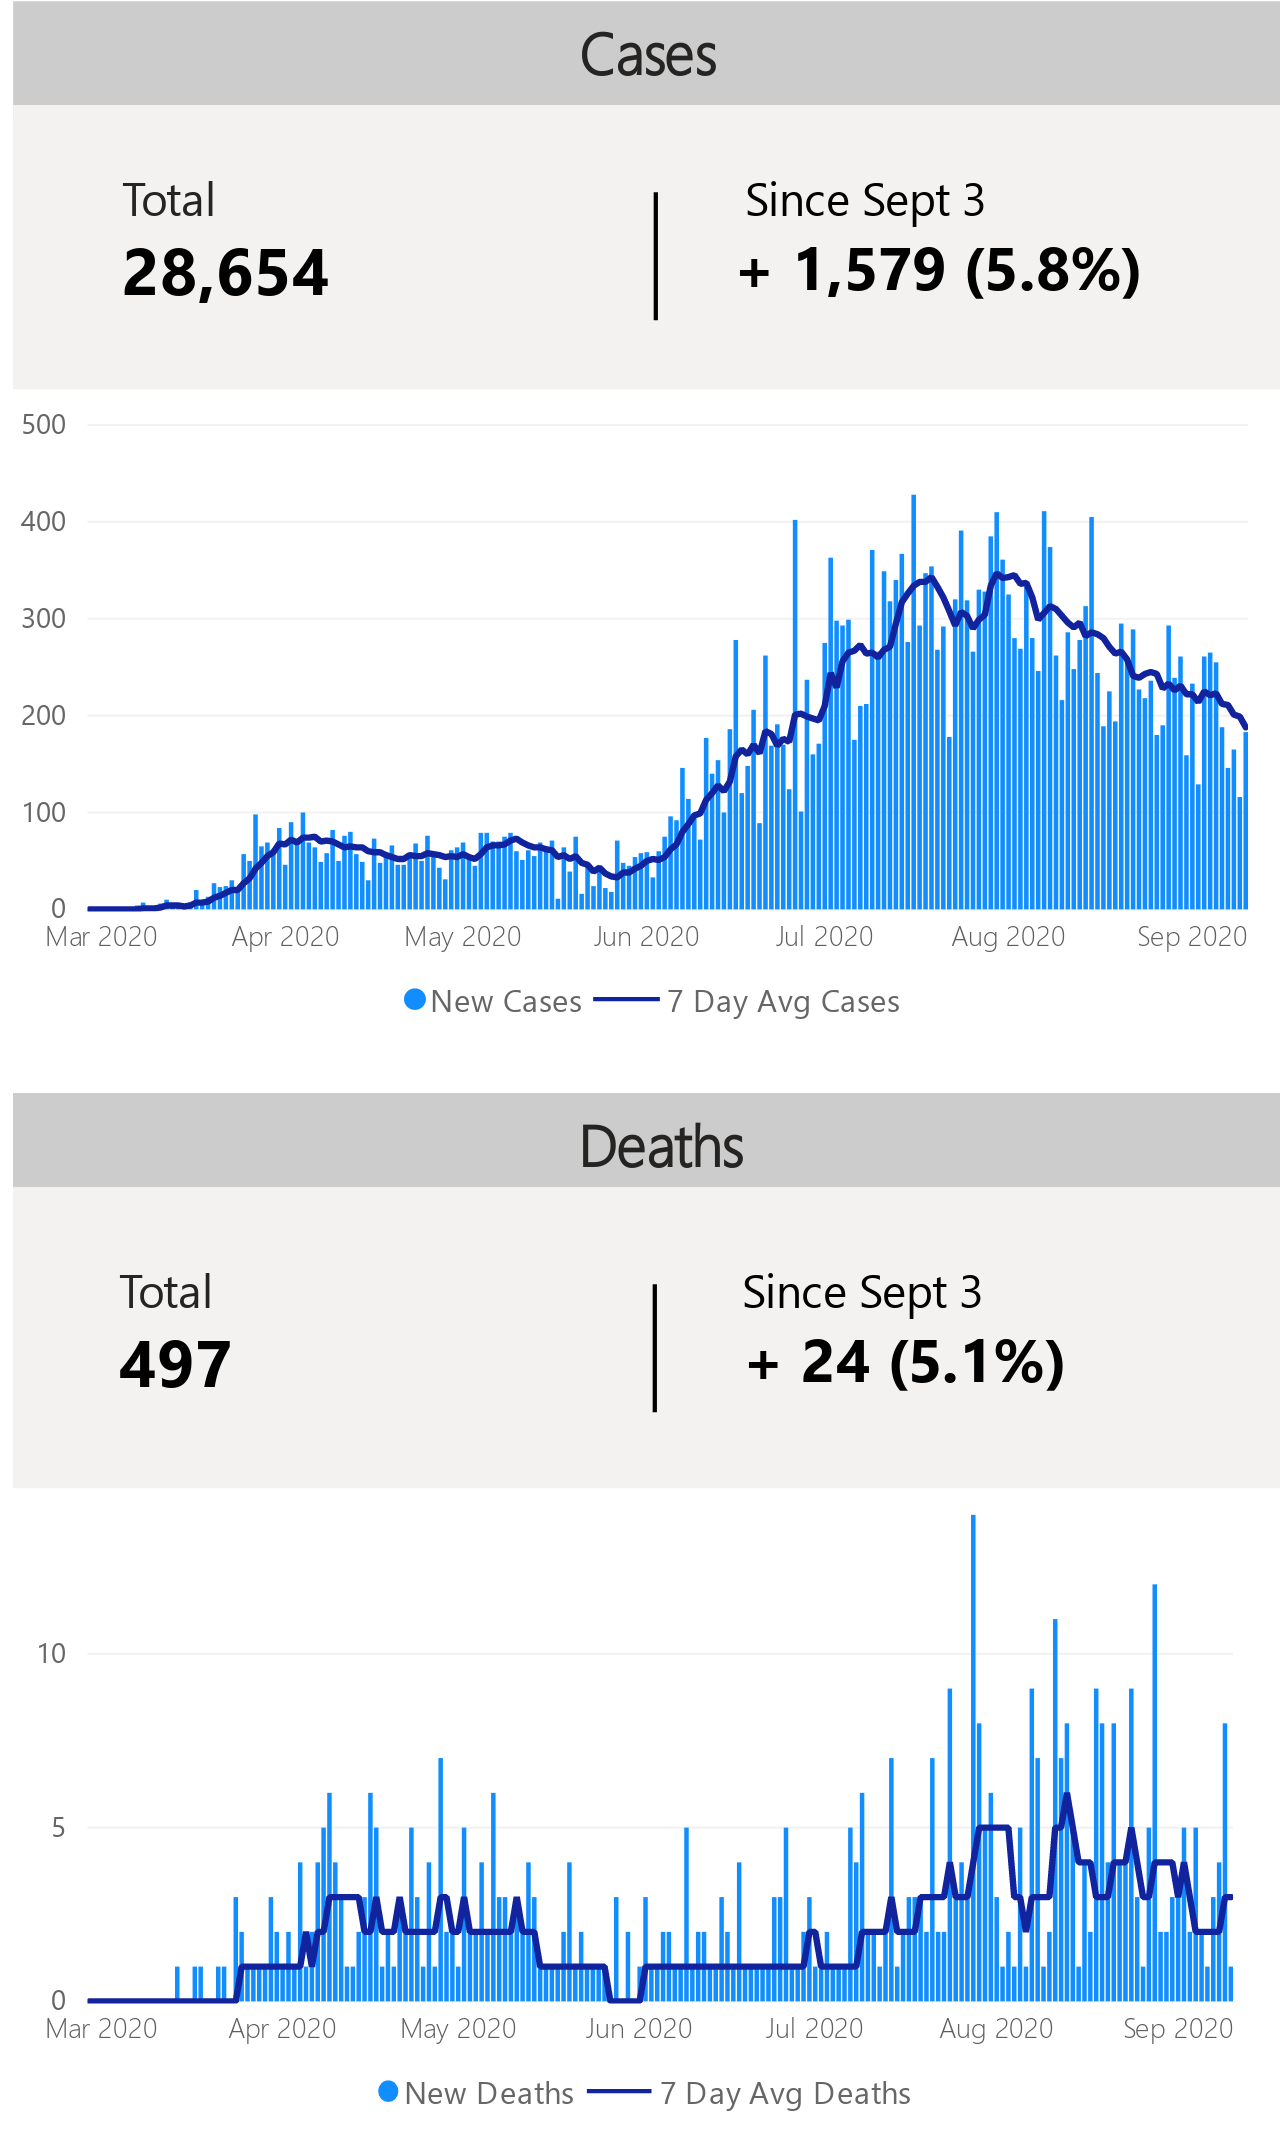 Cases
Total
Since Sept 3
28,654
+ 1,579 (5.8%)
500
400
300
200
100
0
Mar 2020 Apr 2020 May 2020 Jun 2020 Jul 2020 Aug 2020 Sep 2020
New Cases 7 Day Avg Cases
Deaths
Total
Since Sept 3
497
+ 24 (5.1%)
10
5
0
Mar 2020 Apr 2020 May 2020 Jun 2020 Jul 2020 Aug 2020 Sep 2020
New Deaths 7 Day Avg Deaths